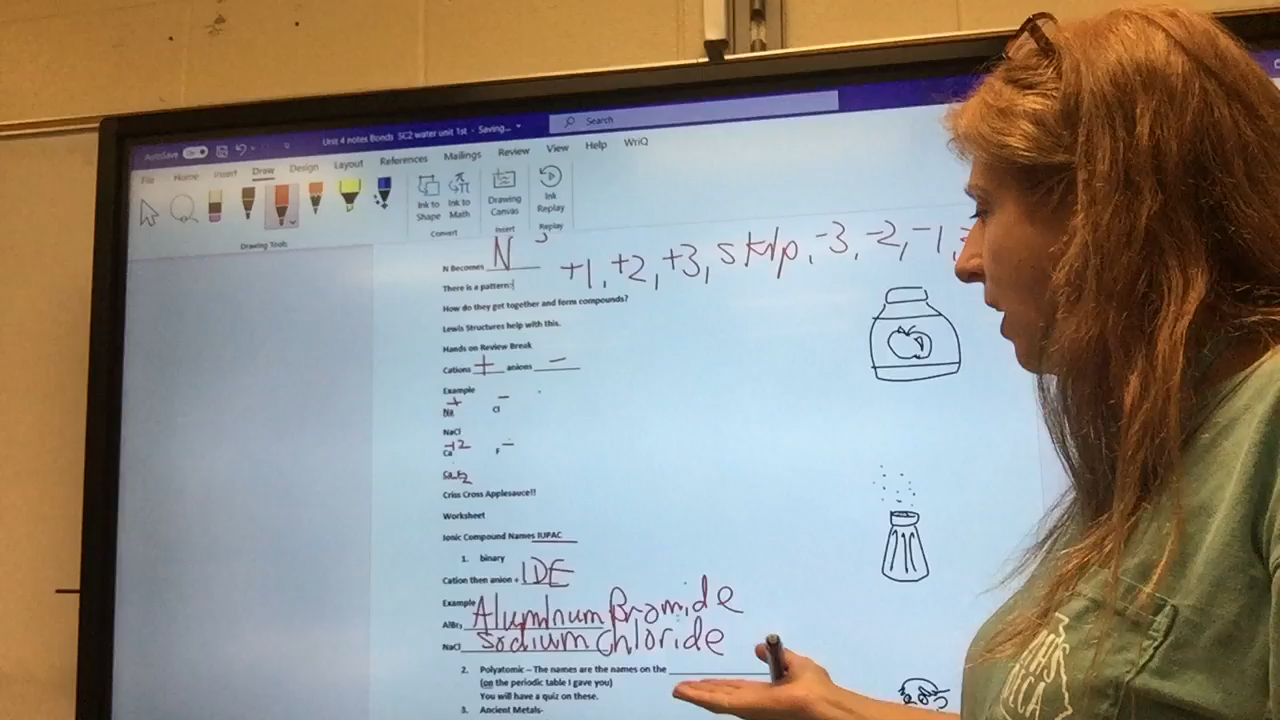 AutoSave On Unit 4 notes Bonds SC2 water unit 1st - Saving... Search
File Home Insert Draw Design Layout References Mailings Review View Help WriQ
Ink to Shape Ink to Math Drawing Canvas Ink Replay
Convert Insert Replay
Drawing Tools
N Becomes N 3
+1, +2, +3, skip, -3, -2, -1,
There is a pattern:
How do they get together and form compounds?
Lewis Structures help with this.
Hands on Review Break
Cations + anions -
Example
+ -
Na Cl
NaCl
+2 -
Ca F
CaF2
Criss Cross Applesauce!!
Worksheet
Ionic Compound Names IUPAC
1. binary
Cation then anion + IDE
Example
AlBr3 Aluminum Bromide
NaCl Sodium Chloride
2. Polyatomic – The names are the names on the
(on the periodic table I gave you)
You will have a quiz on these.
3. Ancient Metals-